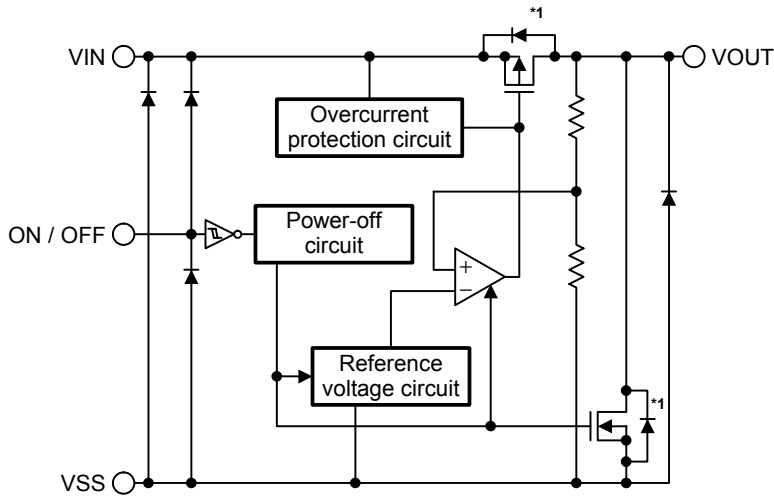 *1
VIN
VOUT
Overcurrent
protection circuit
ON / OFF
Power-off
circuit
+
−
Reference
voltage circuit
*1
VSS